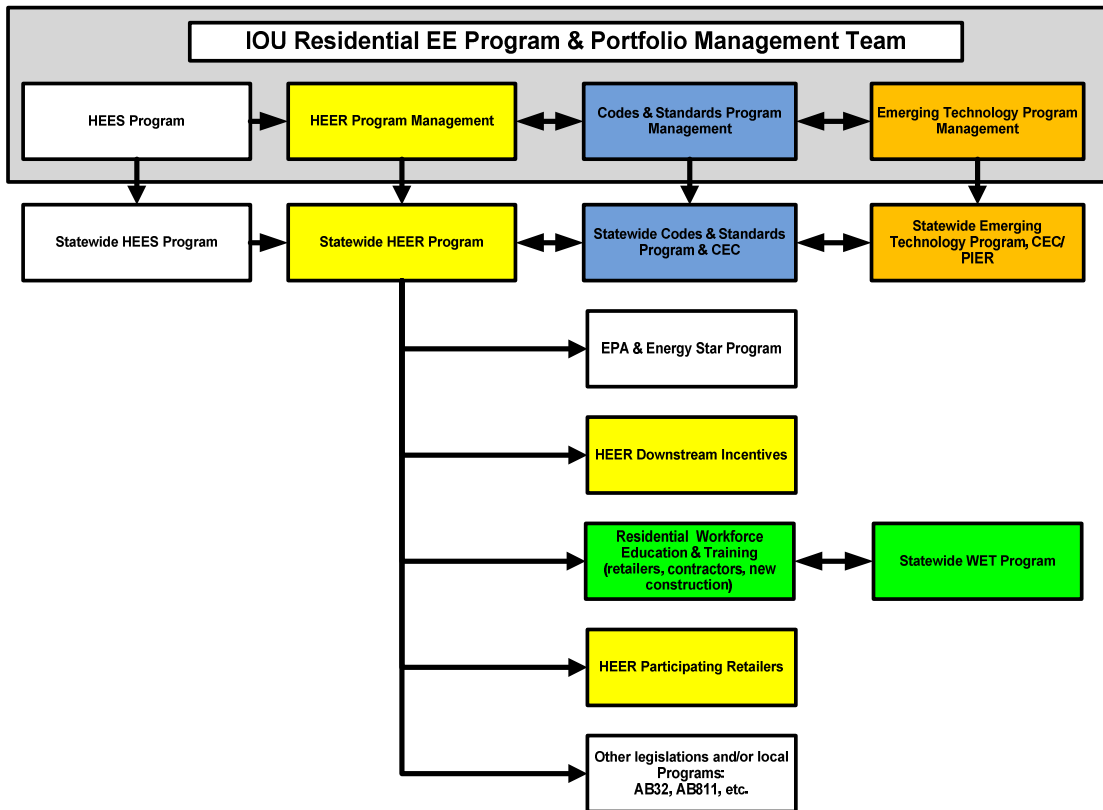 IOU Residential EE Program & Portfolio Management Team
HEES Program
HEER Program Management
Codes & Standards Program
Management
Emerging Technology Program
Management
Statewide HEES Program
Statewide HEER Program
Statewide Codes & Standards
Program & CEC
Statewide Emerging
Technology Program, CEC/
PIER
EPA & Energy Star Program
HEER Downstream Incentives
Residential Workforce
Education & Training
(retailers, contractors, new
construction)
Statewide WET Program
HEER Participating Retailers
Other legislations and/or local
Programs:
AB32, AB811, etc.